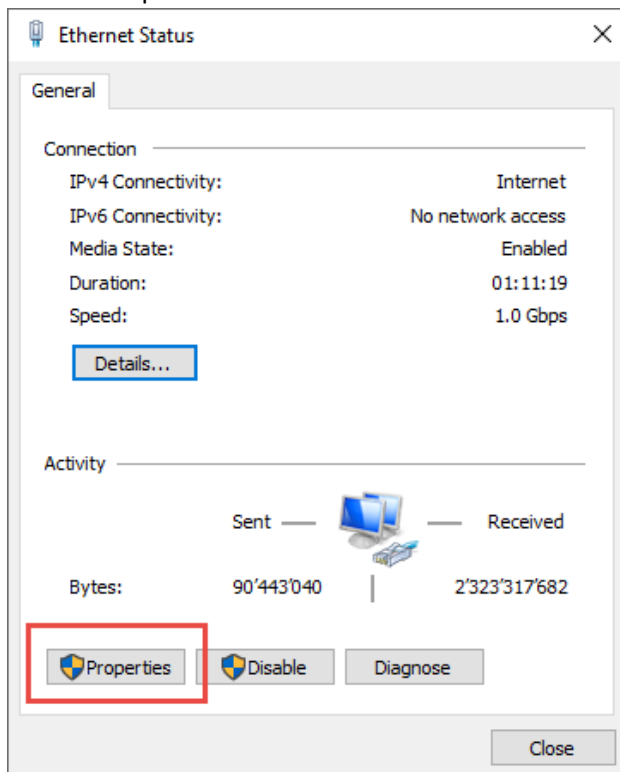 Ethernet Status
General
Connection
IPv4 Connectivity: Internet
IPv6 Connectivity: No network access
Media State: Enabled
Duration: 01:11:19
Speed: 1.0 Gbps
Details...
Activity
Sent Received
Bytes: 90'443'040 2'323'317'682
Properties Disable Diagnose
Close